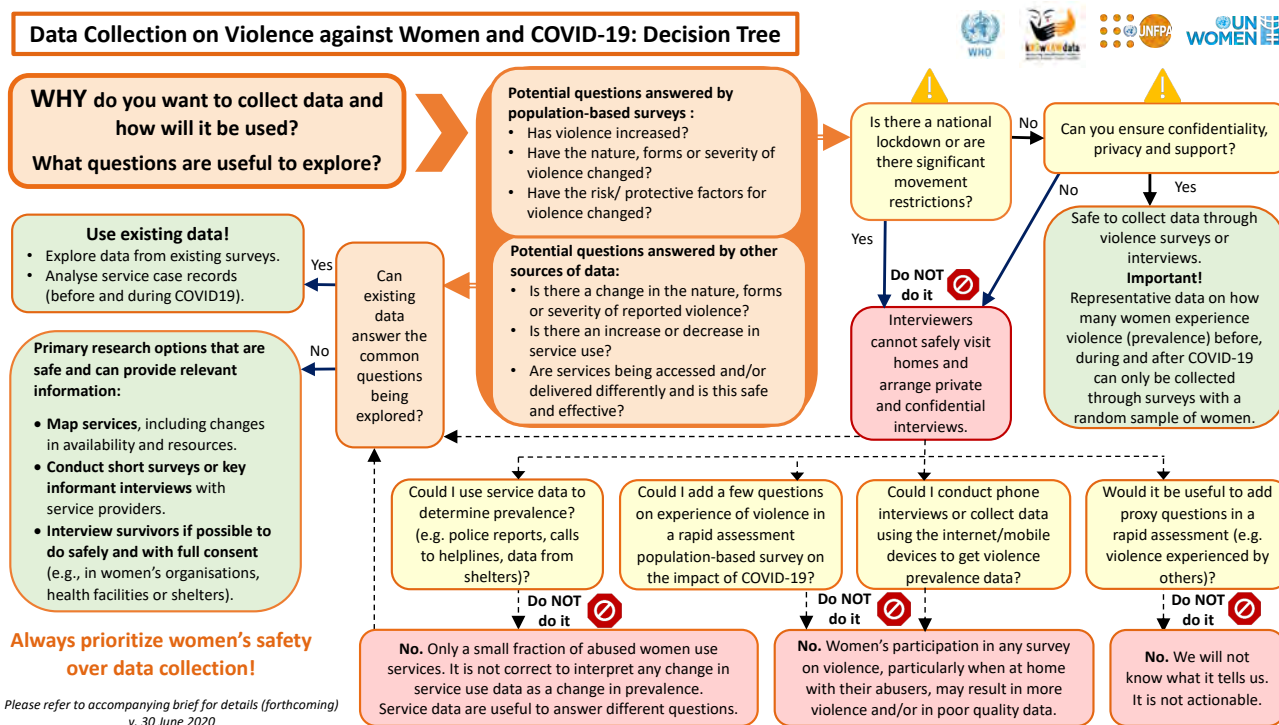 Data Collection on Violence against Women and COVID-19: Decision Tree
WHO
kNOwVAWdata
UNFPA
UN
WOMEN
WHY do you want to collect data and
how will it be used?
What questions are useful to explore?
Potential questions answered by
population-based surveys :
• Has violence increased?
• Have the nature, forms or severity of
violence changed?
• Have the risk/ protective factors for
violence changed?
Potential questions answered by other
sources of data:
• Is there a change in the nature, forms
or severity of reported violence?
• Is there an increase or decrease in
service use?
• Are services being accessed and/or
delivered differently and is this safe
and effective?
Is there a national
lockdown or are
there significant
movement
restrictions?
No
Can you ensure confidentiality,
privacy and support?
No
Yes
Yes
Do NOT
do it
Safe to collect data through
violence surveys or
interviews.
Important!
Representative data on how
many women experience
violence (prevalence) before,
during and after COVID-19
can only be collected
through surveys with a
random sample of women.
Interviewers
cannot safely visit
homes and
arrange private
and confidential
interviews.
Can
existing
data
answer the
common
questions
being
explored?
Yes
No
Use existing data!
• Explore data from existing surveys.
• Analyse service case records
(before and during COVID19).
Primary research options that are
safe and can provide relevant
information:
• Map services, including changes
in availability and resources.
• Conduct short surveys or key
informant interviews with
service providers.
• Interview survivors if possible to
do safely and with full consent
(e.g., in women's organisations,
health facilities or shelters).
Could I use service data to
determine prevalence?
(e.g. police reports, calls
to helplines, data from
shelters)?
Could I add a few questions
on experience of violence in
a rapid assessment
population-based survey on
the impact of COVID-19?
Could I conduct phone
interviews or collect data
using the internet/mobile
devices to get violence
prevalence data?
Would it be useful to add
proxy questions in a
rapid assessment (e.g.
violence experienced by
others)?
Do NOT
do it
Do NOT
do it
Do NOT
do it
No. Only a small fraction of abused women use
services. It is not correct to interpret any change in
service use data as a change in prevalence.
Service data are useful to answer different questions.
No. Women's participation in any survey
on violence, particularly when at home
with their abusers, may result in more
violence and/or in poor quality data.
No. We will not
know what it tells us.
It is not actionable.
Always prioritize women's safety
over data collection!
Please refer to accompanying brief for details (forthcoming)
v. 30 June 2020